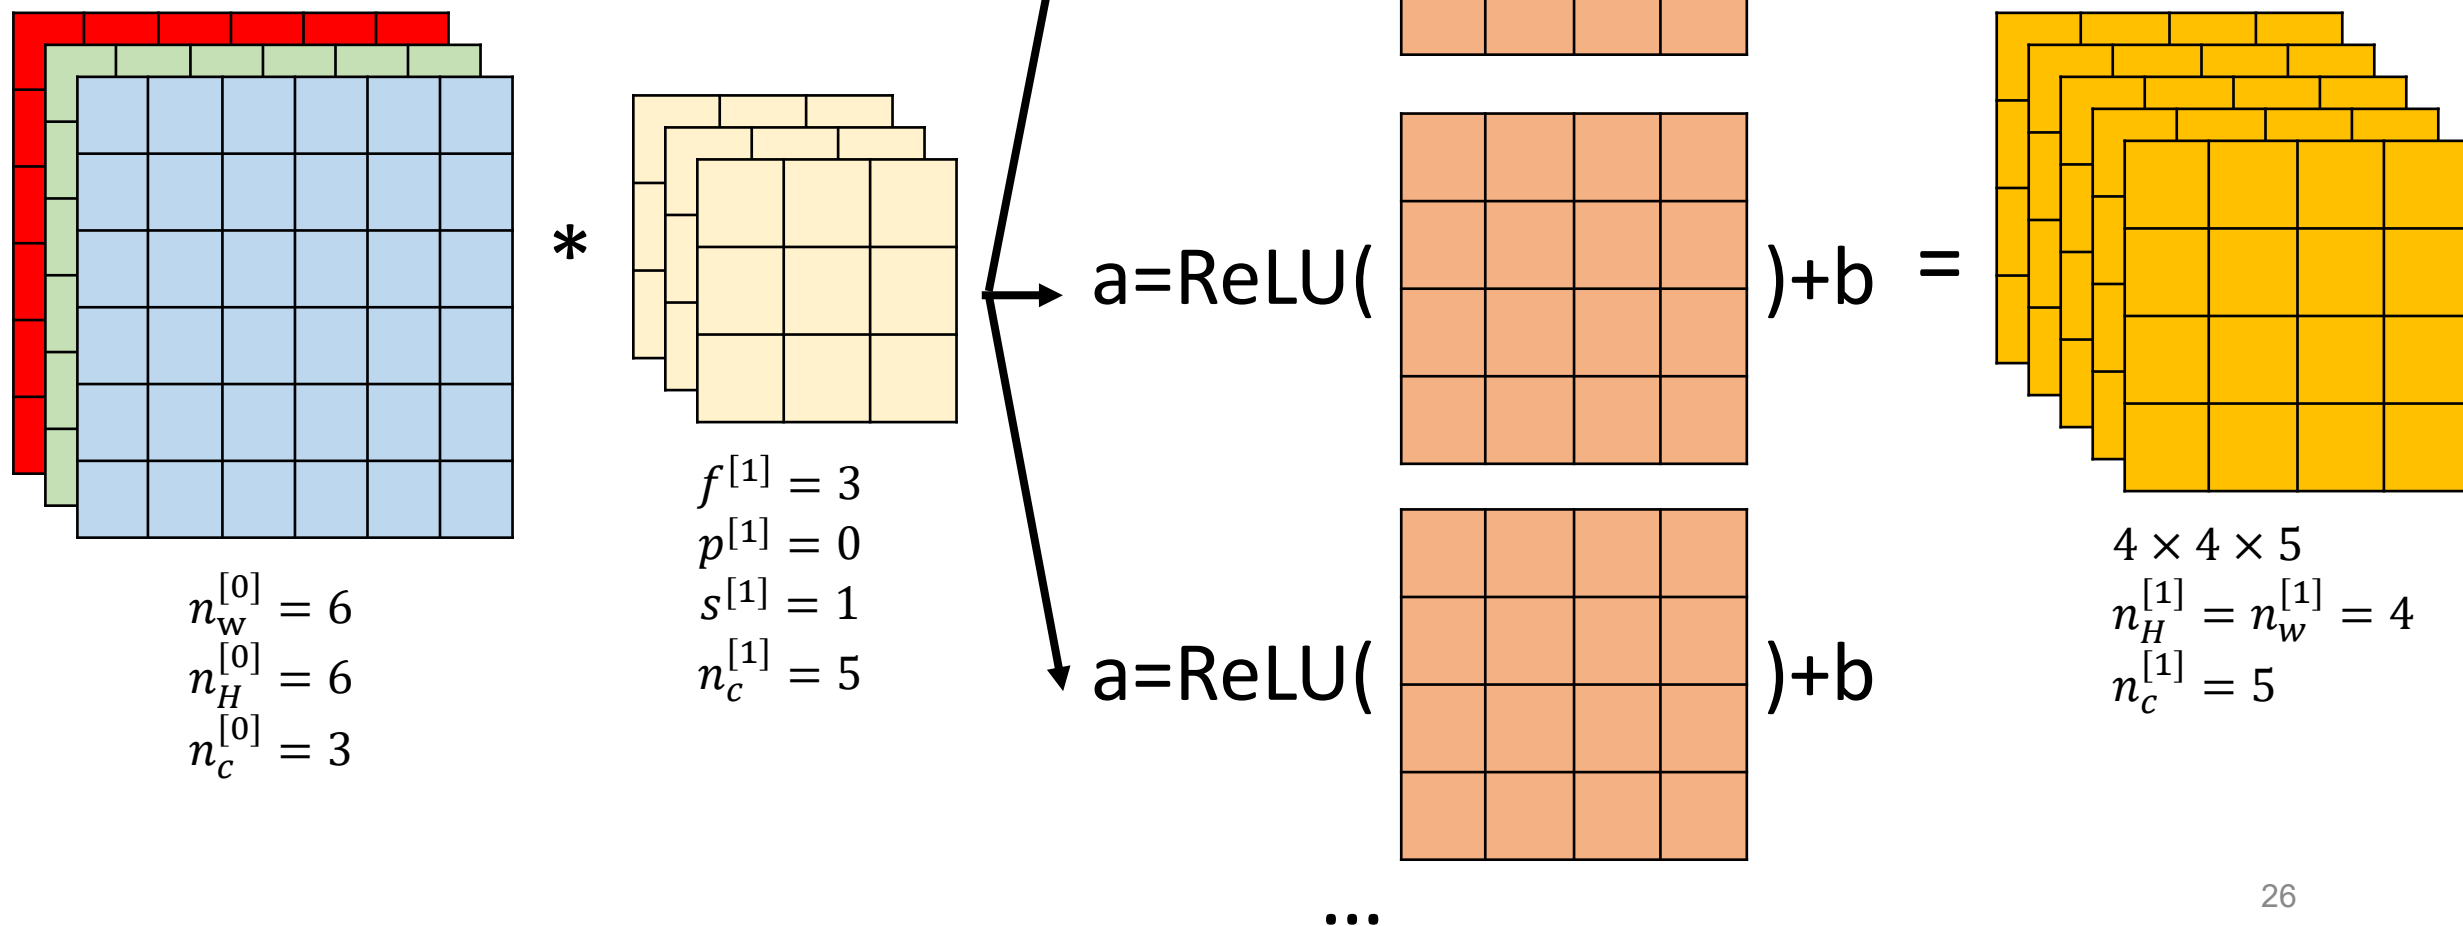 *
a=ReLU( )+b =
f^{[1]} = 3
p^{[1]} = 0
s^{[1]} = 1
n_c^{[1]} = 5
n_w^{[0]} = 6
n_H^{[0]} = 6
n_c^{[0]} = 3
a=ReLU( )+b
4 × 4 × 5
n_H^{[1]} = n_w^{[1]} = 4
n_c^{[1]} = 5
...
26